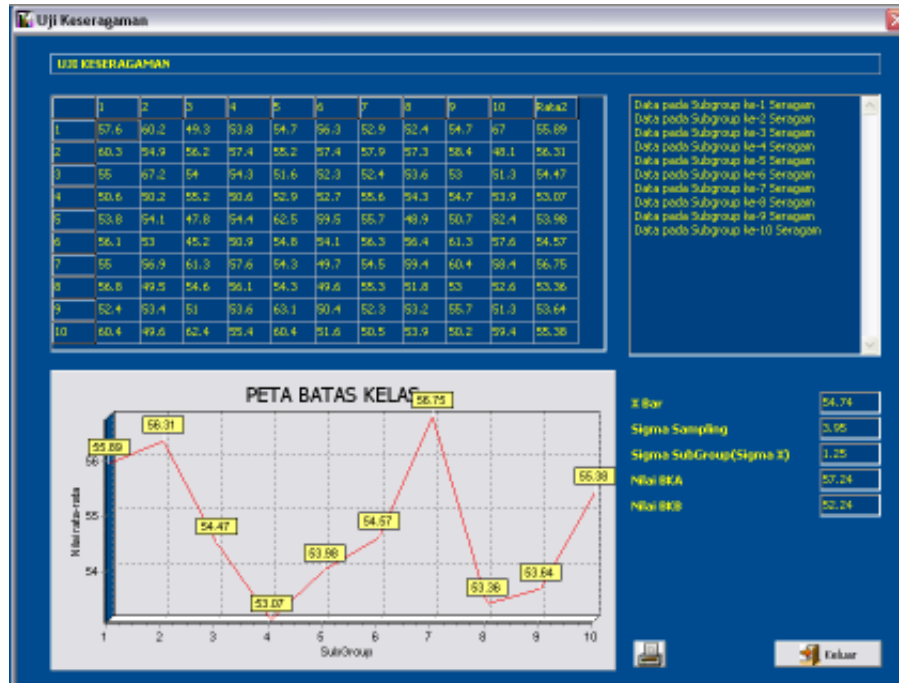 Uji Keseragaman
UJI KESERAGAMAN
1 2 3 4 5 6 7 8 9 10 Rata2
1 57.6 60.2 49.3 53.8 54.7 56.3 52.9 52.4 54.7 67 55.89
2 60.3 54.9 56.2 57.4 55.2 57.4 57.9 57.3 58.4 48.1 56.31
3 55 67.2 54 54.3 51.6 52.3 52.4 53.6 53 51.3 54.47
4 50.6 50.2 55.2 50.6 52.9 52.7 55.6 54.3 54.7 53.9 53.07
5 53.8 54.1 47.8 54.4 62.5 59.5 55.7 48.9 50.7 52.4 53.98
6 56.1 53 45.2 50.9 54.8 54.1 56.3 56.4 61.3 57.6 54.57
7 55 56.9 61.3 57.6 54.3 49.7 54.5 59.4 60.4 58.4 56.75
8 56.8 49.5 54.6 56.1 54.3 49.6 55.3 51.8 53 52.6 53.36
9 52.4 53.4 51 53.6 63.1 50.4 52.3 53.2 55.7 51.3 53.64
10 60.4 49.6 62.4 55.4 60.4 51.6 50.5 53.9 50.2 59.4 55.38
Data pada Subgroup ke-1 Seragam
Data pada Subgroup ke-2 Seragam
Data pada Subgroup ke-3 Seragam
Data pada Subgroup ke-4 Seragam
Data pada Subgroup ke-5 Seragam
Data pada Subgroup ke-6 Seragam
Data pada Subgroup ke-7 Seragam
Data pada Subgroup ke-8 Seragam
Data pada Subgroup ke-9 Seragam
Data pada Subgroup ke-10 Seragam
PETA BATAS KELAS
56.75
56.31
55.89
56
55.38
54.47
54.57
55
53.98
53.64
54
53.36
53.07
Nilai rata-rata
1 2 3 4 5 6 7 8 9 10
SubGroup
X Bar 54.74
Sigma Sampling 3.95
Sigma SubGroup(Sigma X) 1.25
Nilai BKA 57.24
Nilai BKB 52.24
Keluar